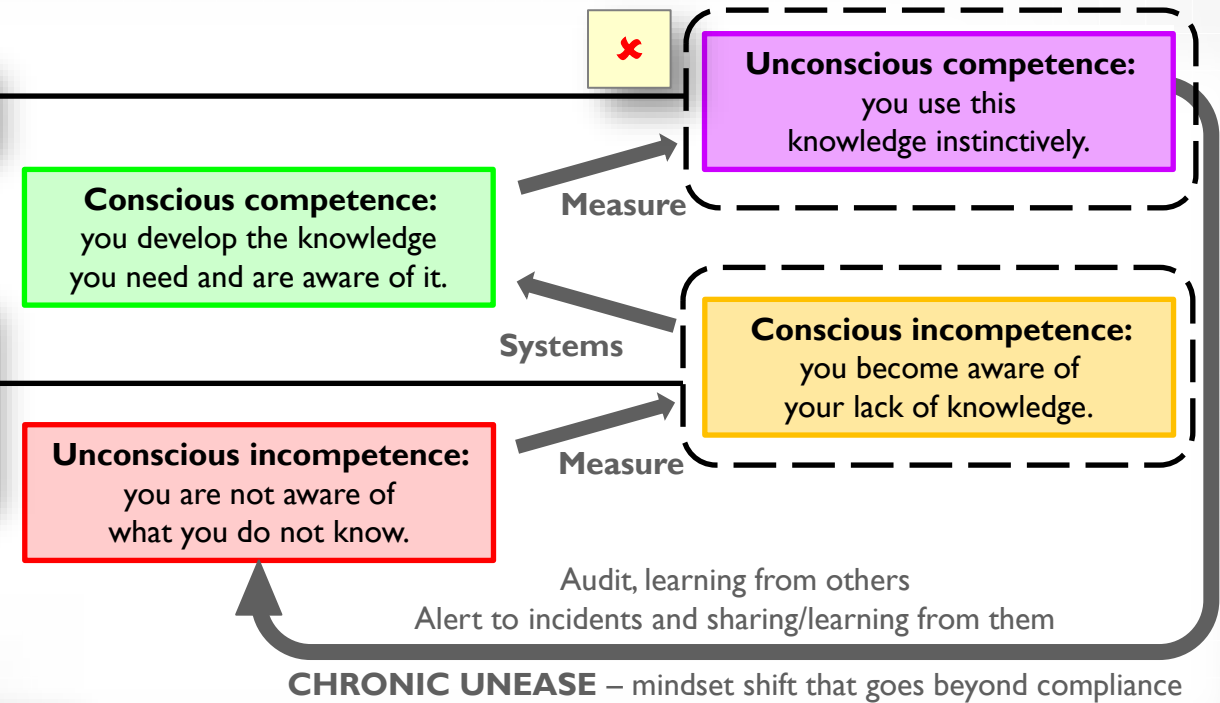 Unconscious competence:
you use this
knowledge instinctively.
Measure
Conscious competence:
you develop the knowledge
you need and are aware of it.
Systems
Conscious incompetence:
you become aware of
your lack of knowledge.
Measure
Unconscious incompetence:
you are not aware of
what you do not know.
Audit, learning from others
Alert to incidents and sharing/learning from them
CHRONIC UNEASE – mindset shift that goes beyond compliance